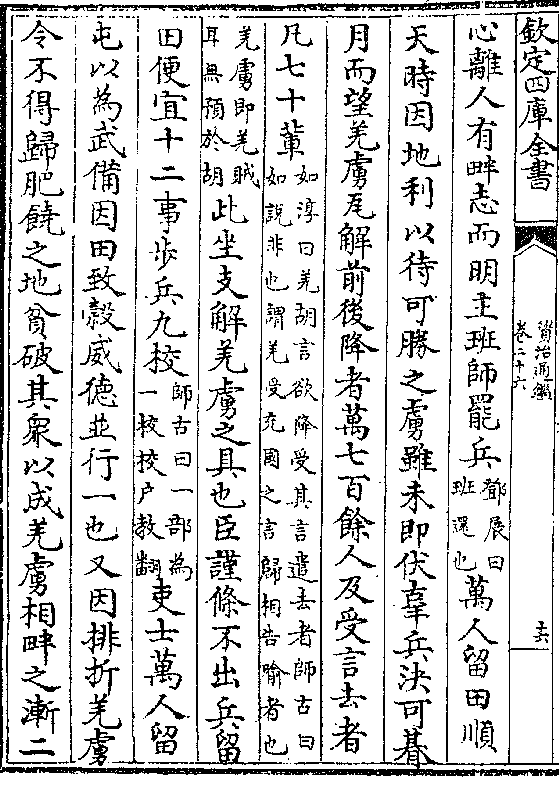 欽定四庫全書
資治通鑑
卷二十六
十六
心離人有畔志而明主班師罷兵鄧展曰班還也萬人留田順
天時因地利以待可勝之虜雖未即伏辜兵決可朞
月而望羌虜瓦解前後降者萬七百餘人及受言去者
凡七十輩如淳曰羌胡言欲降受其言遣去者師古曰如說非也謂羌受充國之言歸相告喻者也
羌虜即羌賊耳無預於胡此坐支解羌虜之具也臣謹條不出兵留
田便宜十二事步兵九校師古曰一部為一校校戶教翻吏士萬人留
屯以為武備因田致穀威德並行一也又因排折羌虜
令不得歸肥饒之地貧破其衆以成羌虜相畔之漸二